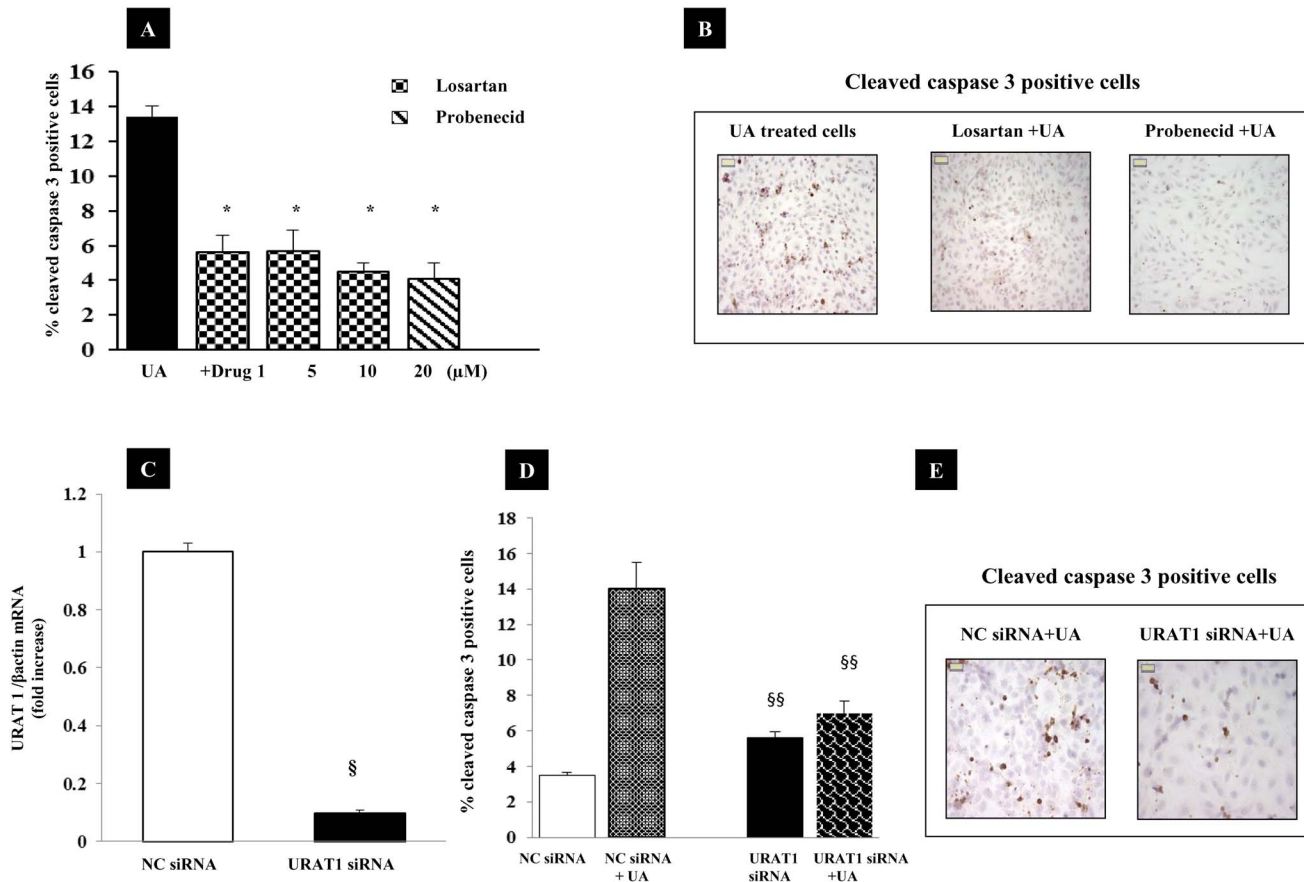 A
% cleaved caspase 3 positive cells
16
14
12
10
8
6
4
2
0
Losartan
Probenecid
* * * *
UA +Drug 1 5 10 20 (µM)
B
Cleaved caspase 3 positive cells
UA treated cells Losartan +UA Probenecid +UA
C
URAT 1 /βactin mRNA
(fold increase)
1.2
1
0.8
0.6
0.4
0.2
0
§
NC siRNA URAT1 siRNA
D
% cleaved caspase 3 positive cells
18
16
14
12
10
8
6
4
2
0
§§ §§
NC siRNA NC siRNA URAT1 URAT1 siRNA
+ UA siRNA +UA
E
Cleaved caspase 3 positive cells
NC siRNA+UA URAT1 siRNA+UA